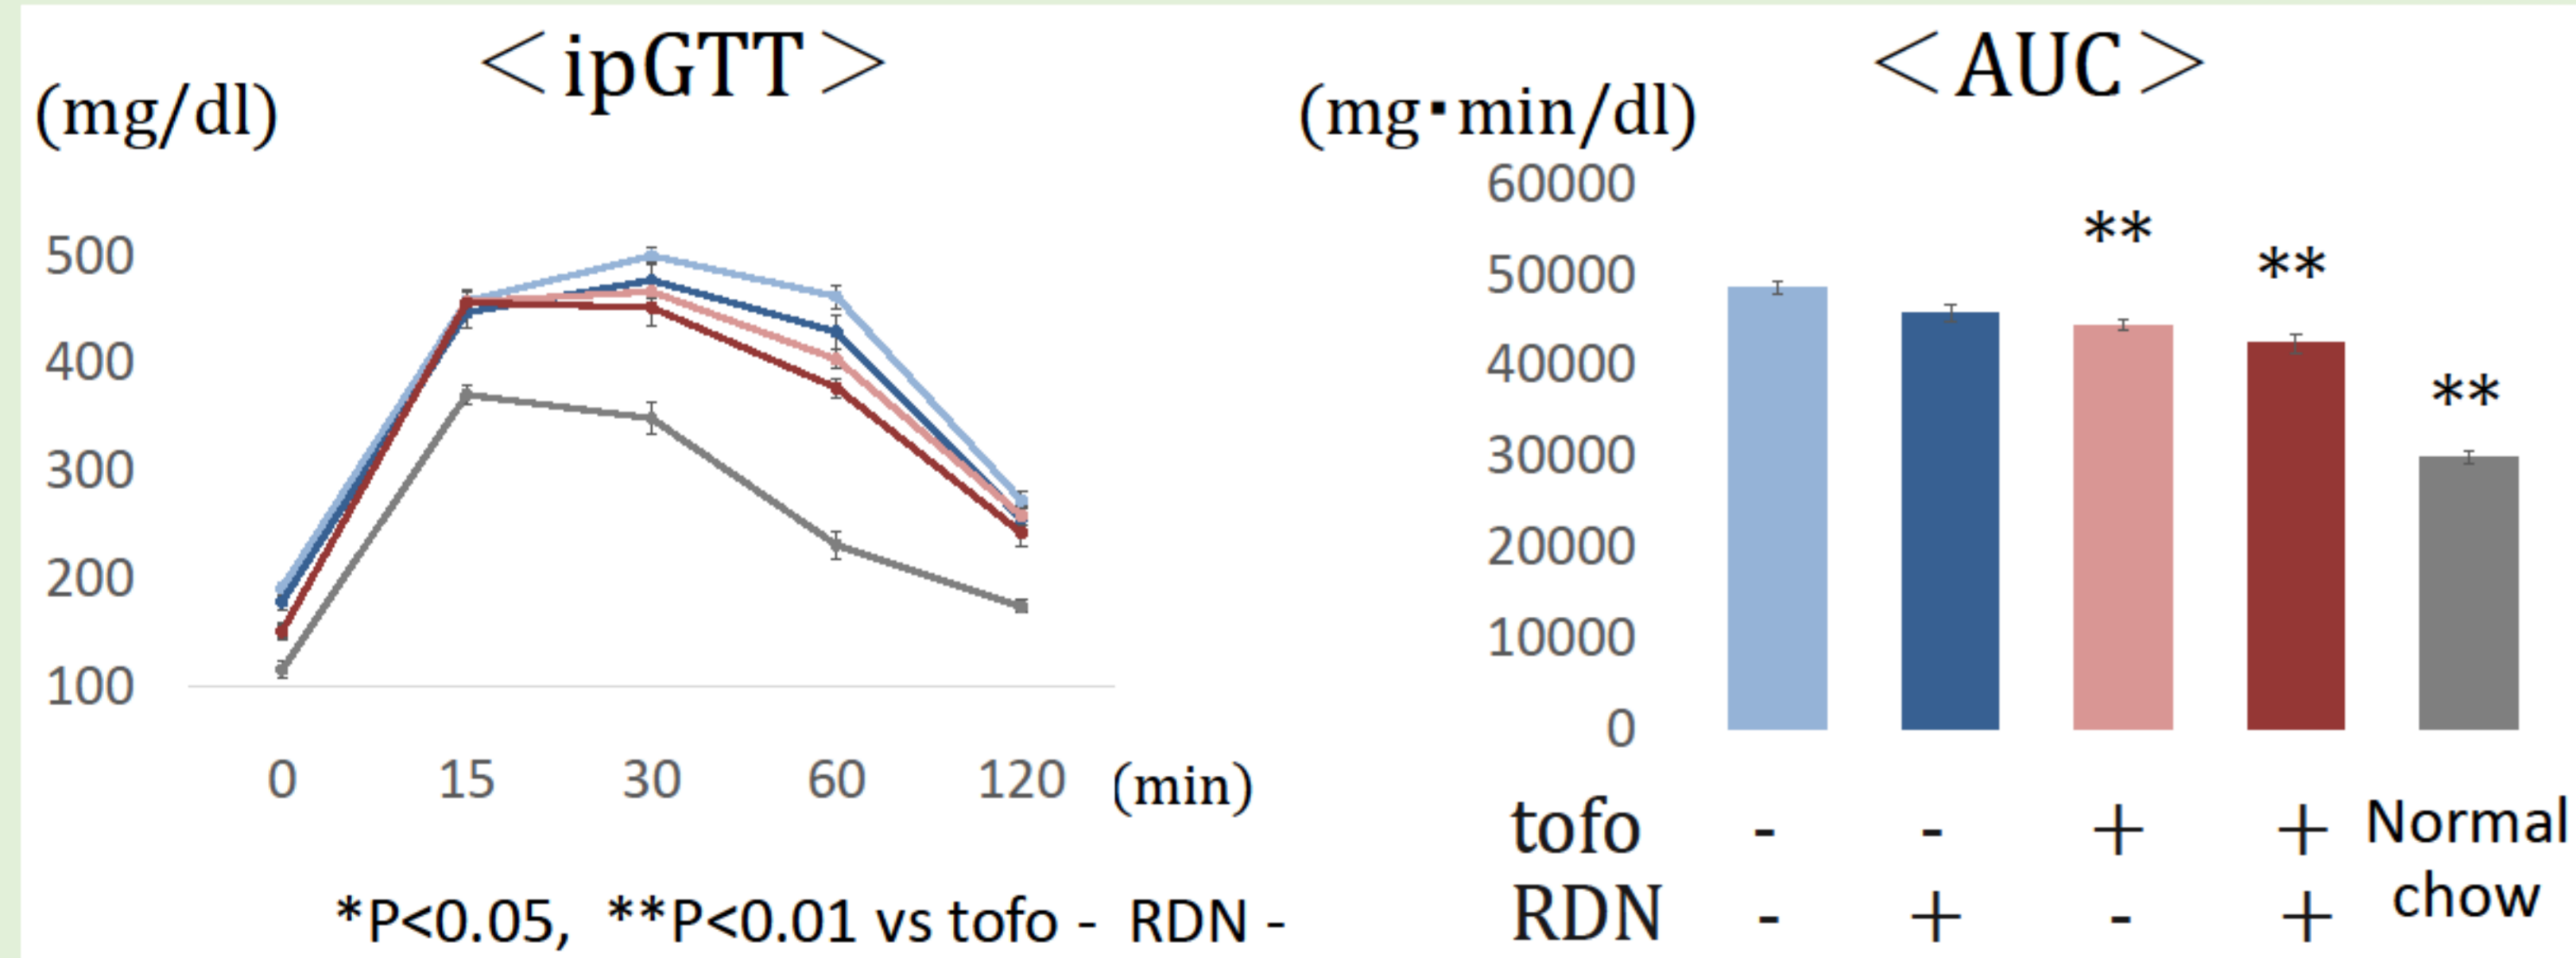 <ipGTT>
(mg/dl)
500
400
300
200
100
0 15 30 60 120 (min)
*P<0.05, **P<0.01 vs tofo - RDN -
<AUC>
(mg·min/dl)
60000
50000
40000
30000
20000
10000
0
**
**
**
tofo - - + + Normal
RDN - + - + chow